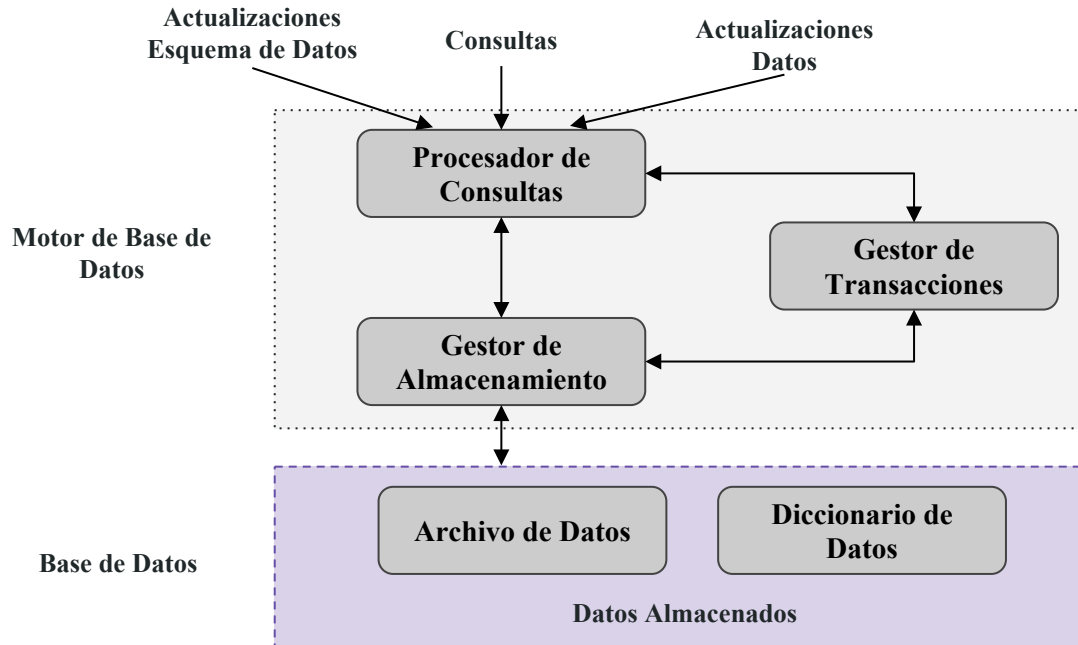 Actualizaciones
Esquema de Datos
Consultas
Actualizaciones
Datos
Procesador de
Consultas
Motor de Base de
Datos
Gestor de
Transacciones
Gestor de
Almacenamiento
Archivo de Datos
Diccionario de
Datos
Base de Datos
Datos Almacenados